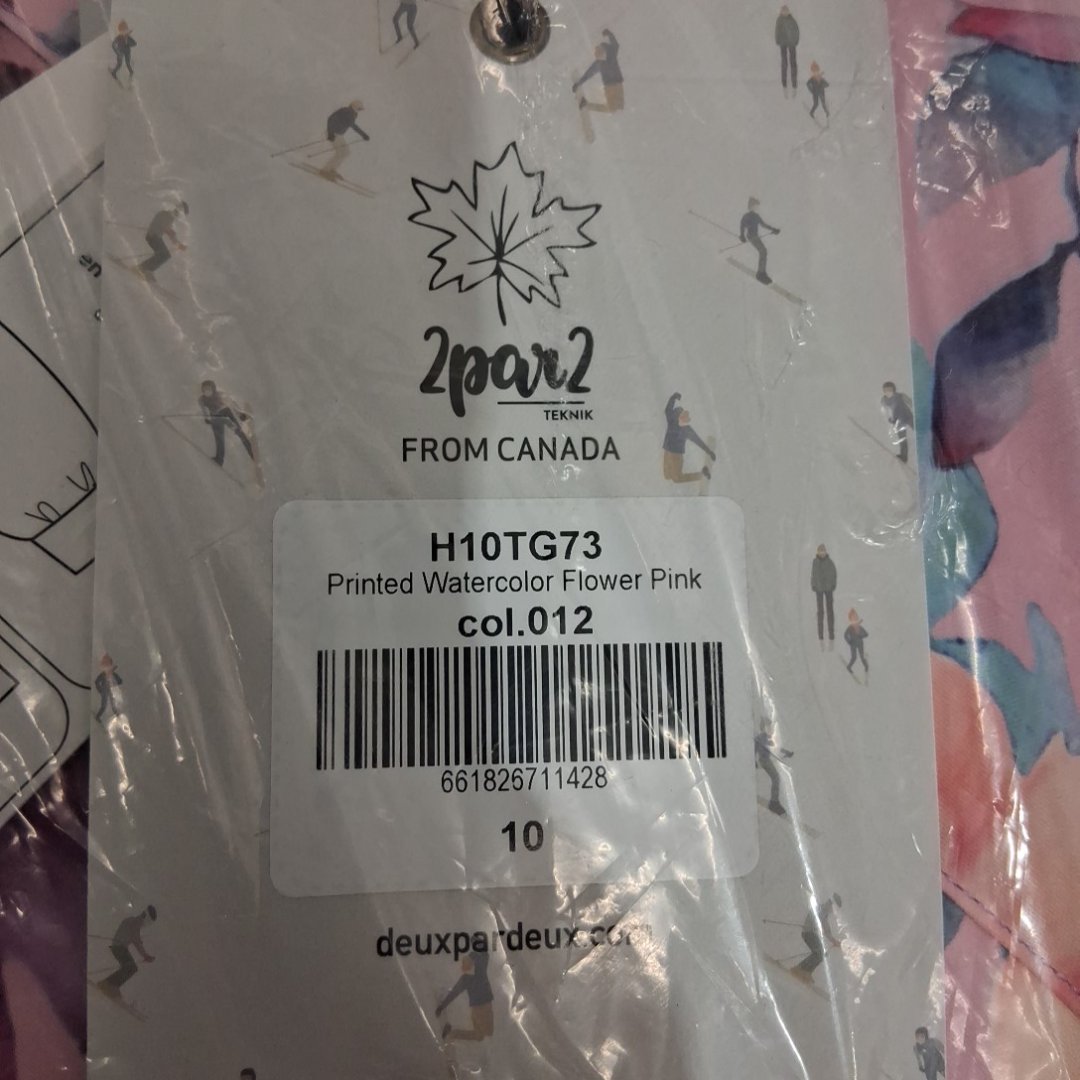 2par2
TEKNIK
FROM CANADA
H10TG73
Printed Watercolor Flower Pink
col.012
661826711428
10
deuxpardeux.com